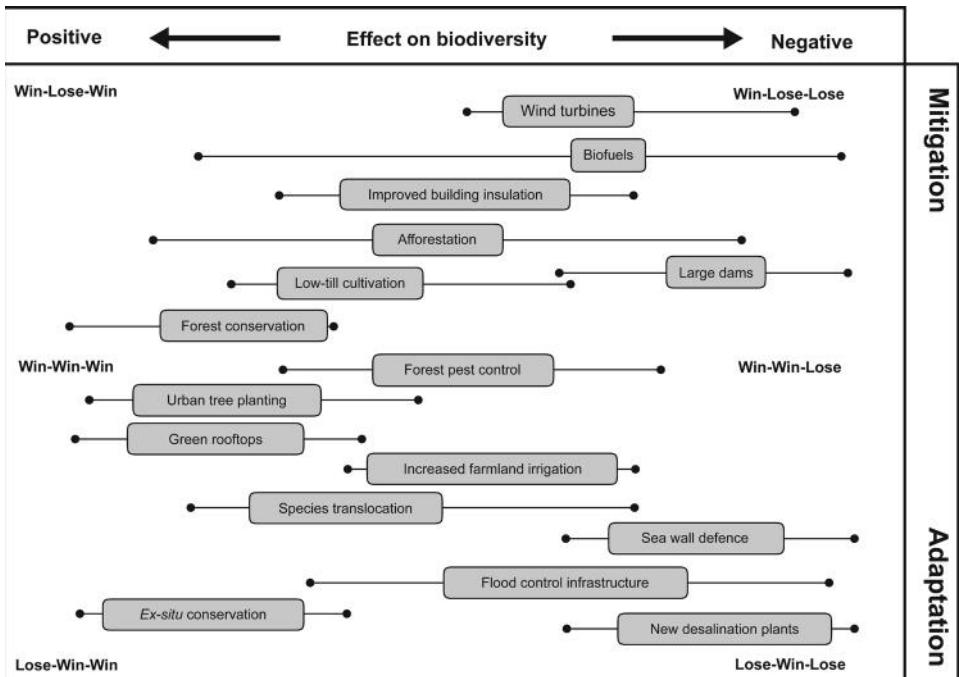 Positive
Effect on biodiversity
Negative
Win-Lose-Win
Win-Lose-Lose
Mitigation
Wind turbines
Biofuels
Improved building insulation
Afforestation
Large dams
Low-till cultivation
Forest conservation
Win-Win-Win
Forest pest control
Win-Win-Lose
Urban tree planting
Green rooftops
Increased farmland irrigation
Species translocation
Adaptation
Sea wall defence
Flood control infrastructure
Ex-situ conservation
New desalination plants
Lose-Win-Win
Lose-Win-Lose